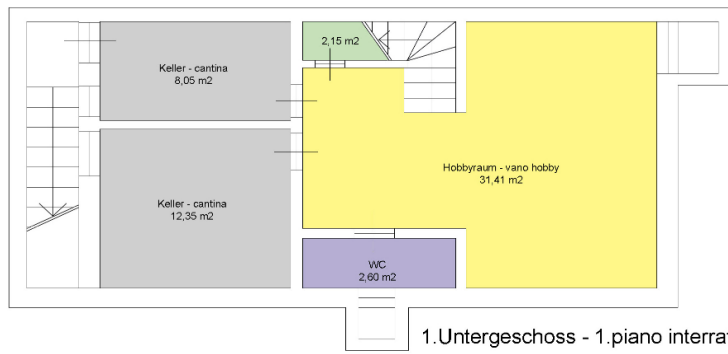 2,15 m2
Keller - cantina
8,05 m2
Hobbyraum - vano hobby
31,41 m2
Keller - cantina
12,35 m2
WC
2,60 m2
1.Untergeschoss - 1.piano interra